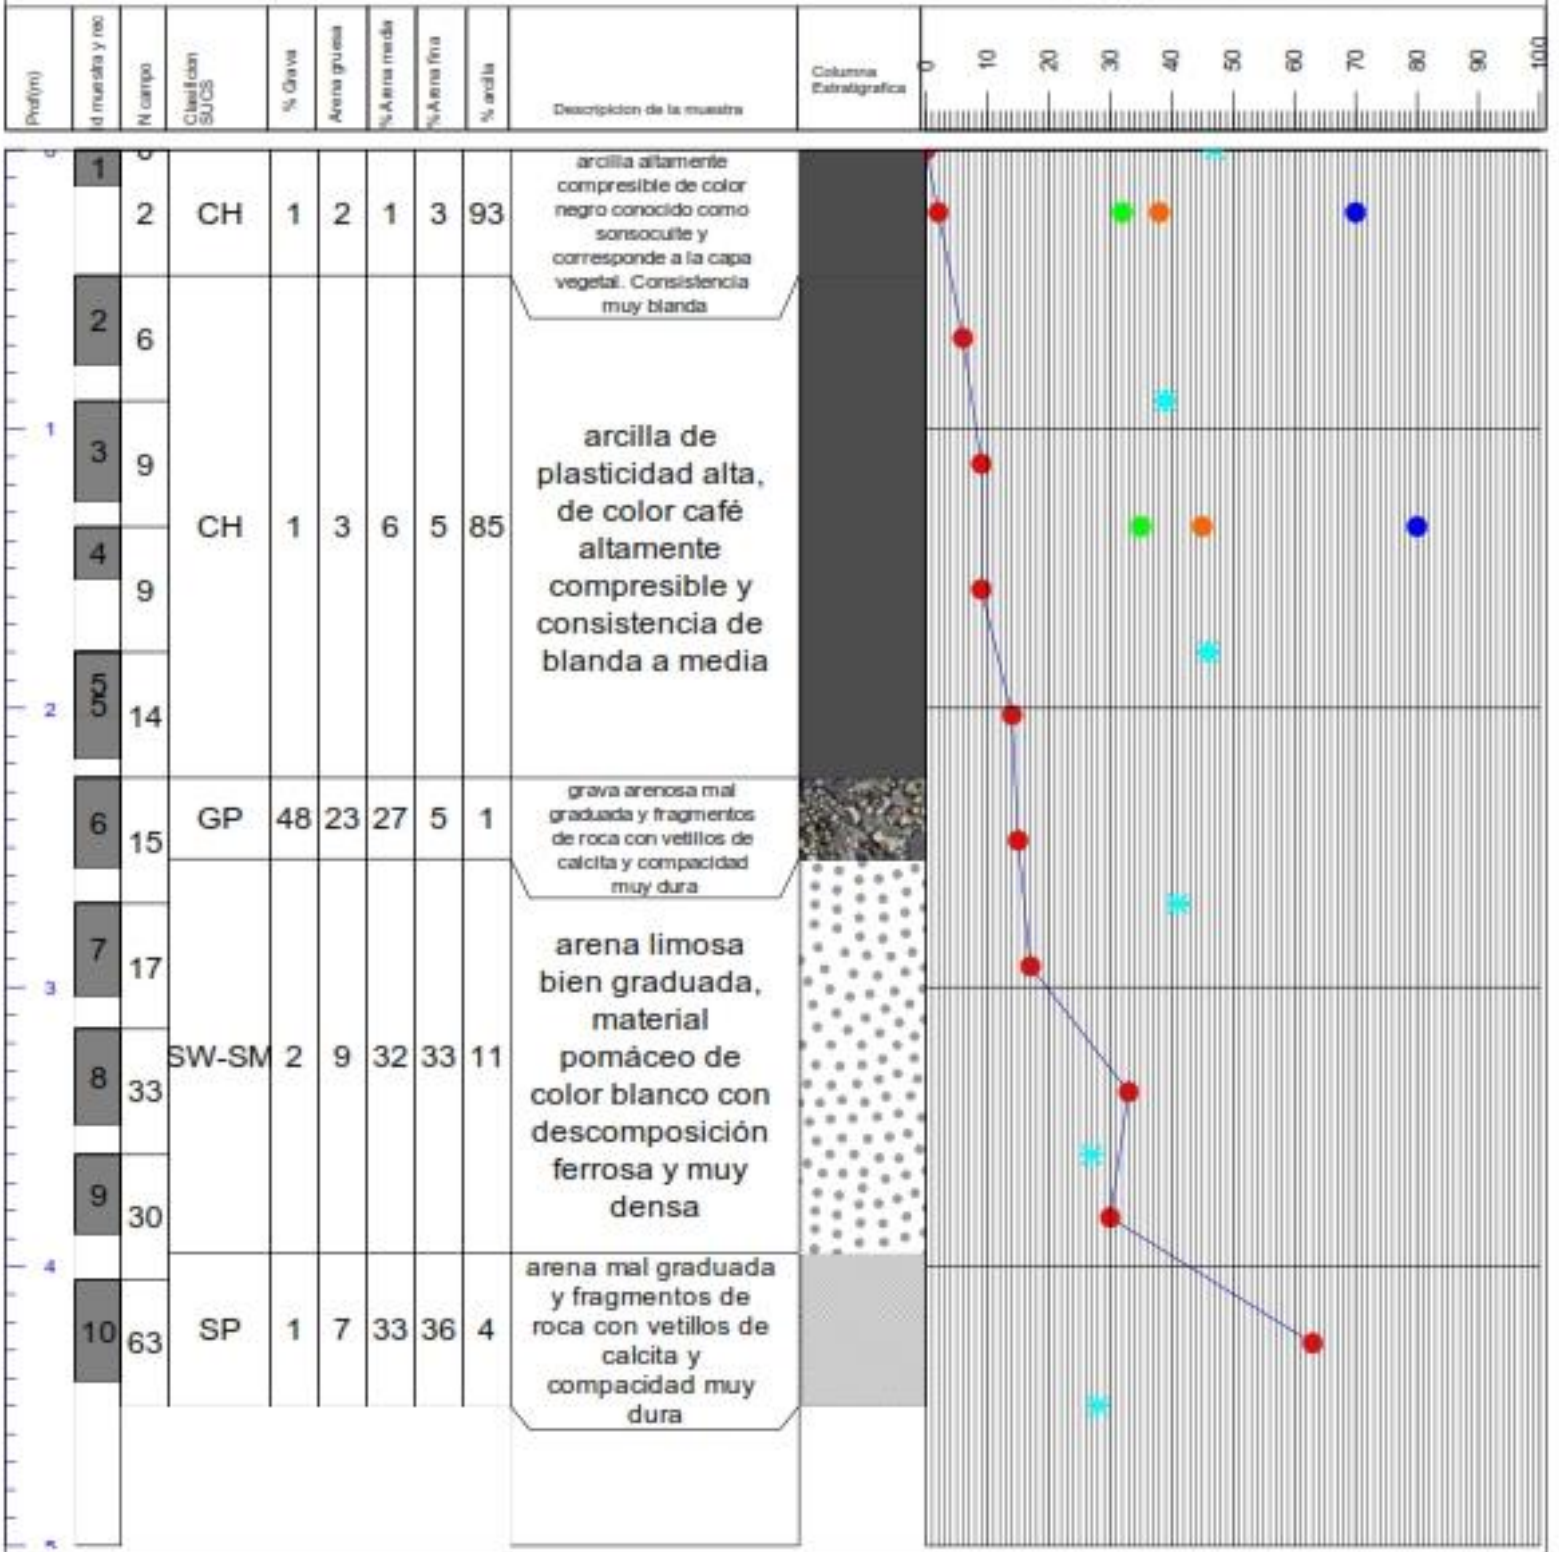 Prof(m)
Id muestra y rec
N campo
Clasificion
SUCS
% Grava
Arena gruesa
% Arena media
% Arena fina
% arcilla
Descripicion de la muestra
Columna
Estratigrafica
0 10 20 30 40 50 60 70 80 90 100
0
1
0
2
CH 1 2 1 3 93
arcilla altamente
compresible de color
negro conocido como
sonsocuite y
corresponde a la capa
vegetal. Consistencia
muy blanda
2
6
1
3
9
4
9
5
5
2
14
CH 1 3 6 5 85
arcilla de
plasticidad alta,
de color café
altamente
compresible y
consistencia de
blanda a media
6
15
GP 48 23 27 5 1
grava arenosa mal
graduada y fragmentos
de roca con vetillos de
calcita y compacidad
muy dura
7
17
3
8
33
9
30
SW-SM 2 9 32 33 11
arena limosa
bien graduada,
material
pomáceo de
color blanco con
descomposición
ferrosa y muy
densa
4
10
63
SP 1 7 33 36 4
arena mal graduada
y fragmentos de
roca con vetillos de
calcita y
compacidad muy
dura
5